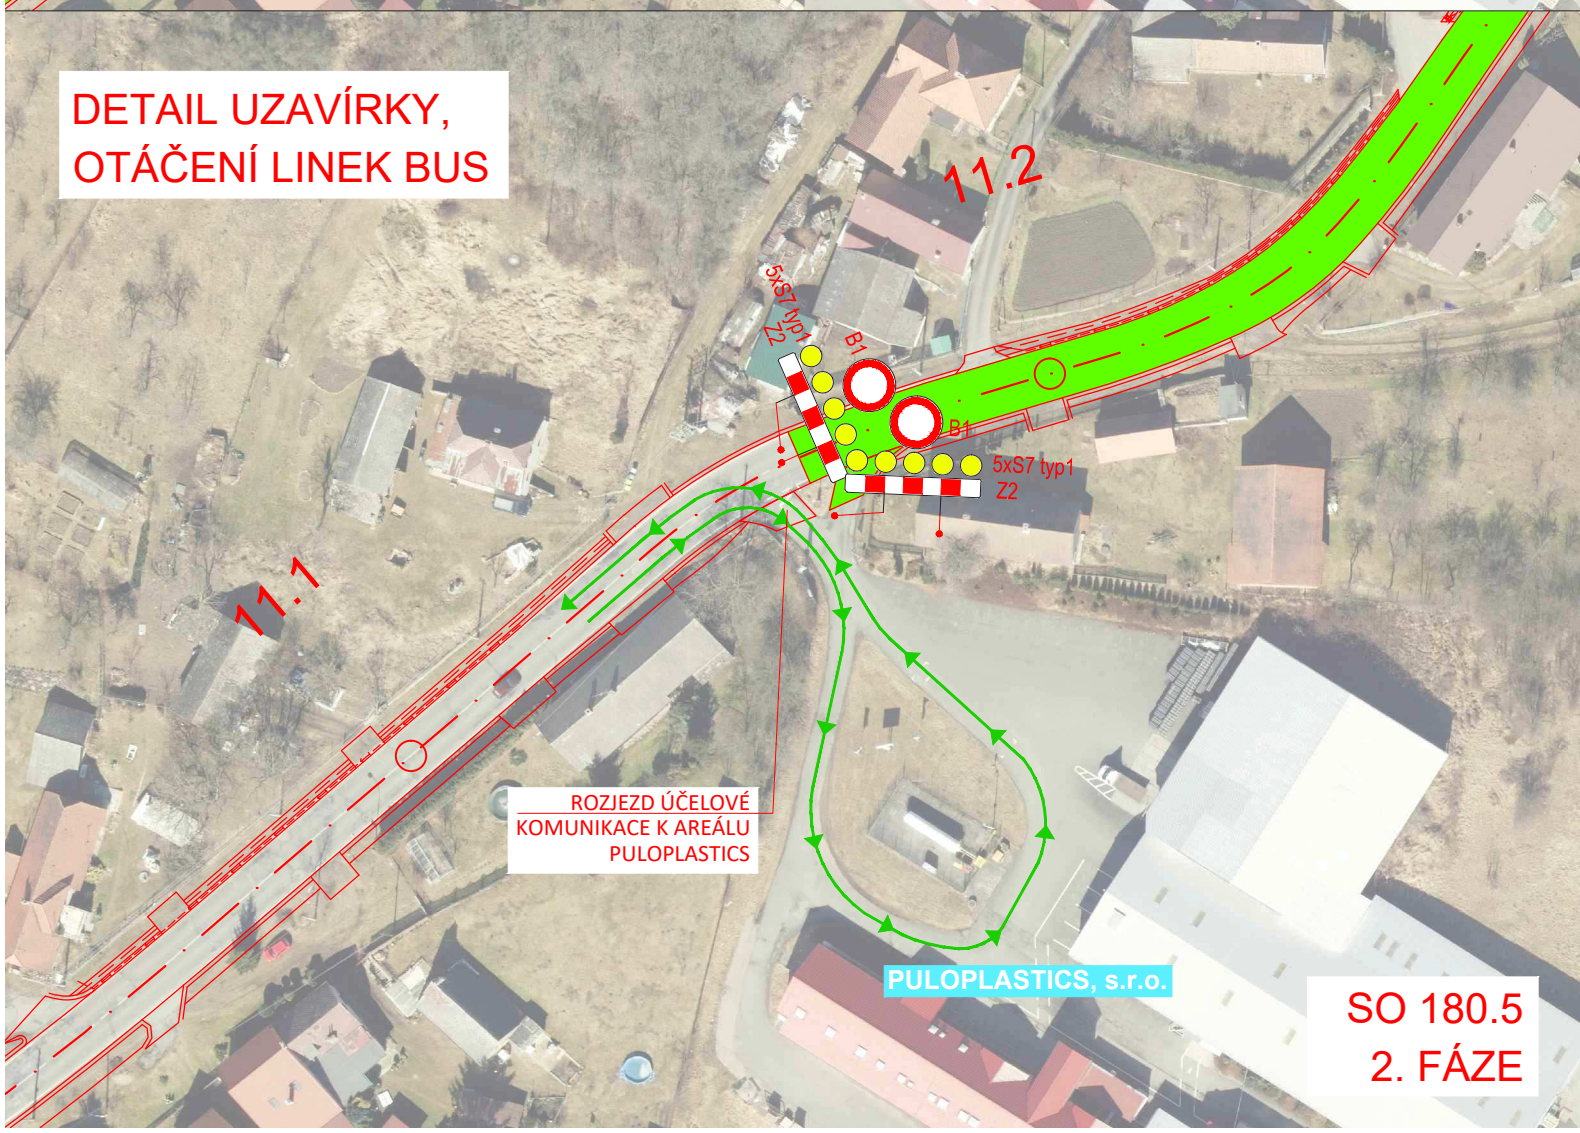 DETAIL UZAVÍRKY,
OTÁČENÍ LINEK BUS
11.2
5xS7 typ1
Z2
B1
B1
5xS7 typ1
Z2
11.1
ROZJEZD ÚČELOVÉ
KOMUNIKACE K AREÁLU
PULOPLASTICS
PULOPLASTICS, s.r.o.
SO 180.5
2. FÁZE